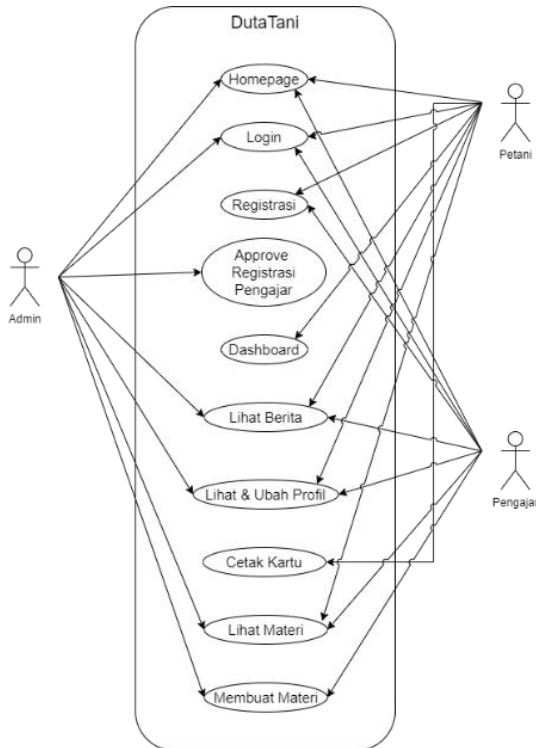 DutaTani
Homepage
Login
Petani
Registrasi
Approve
Registrasi
Pengajar
Admin
Dashboard
Lihat Berita
Lihat & Ubah Profil
Pengajar
Cetak Kartu
Lihat Materi
Membuat Materi